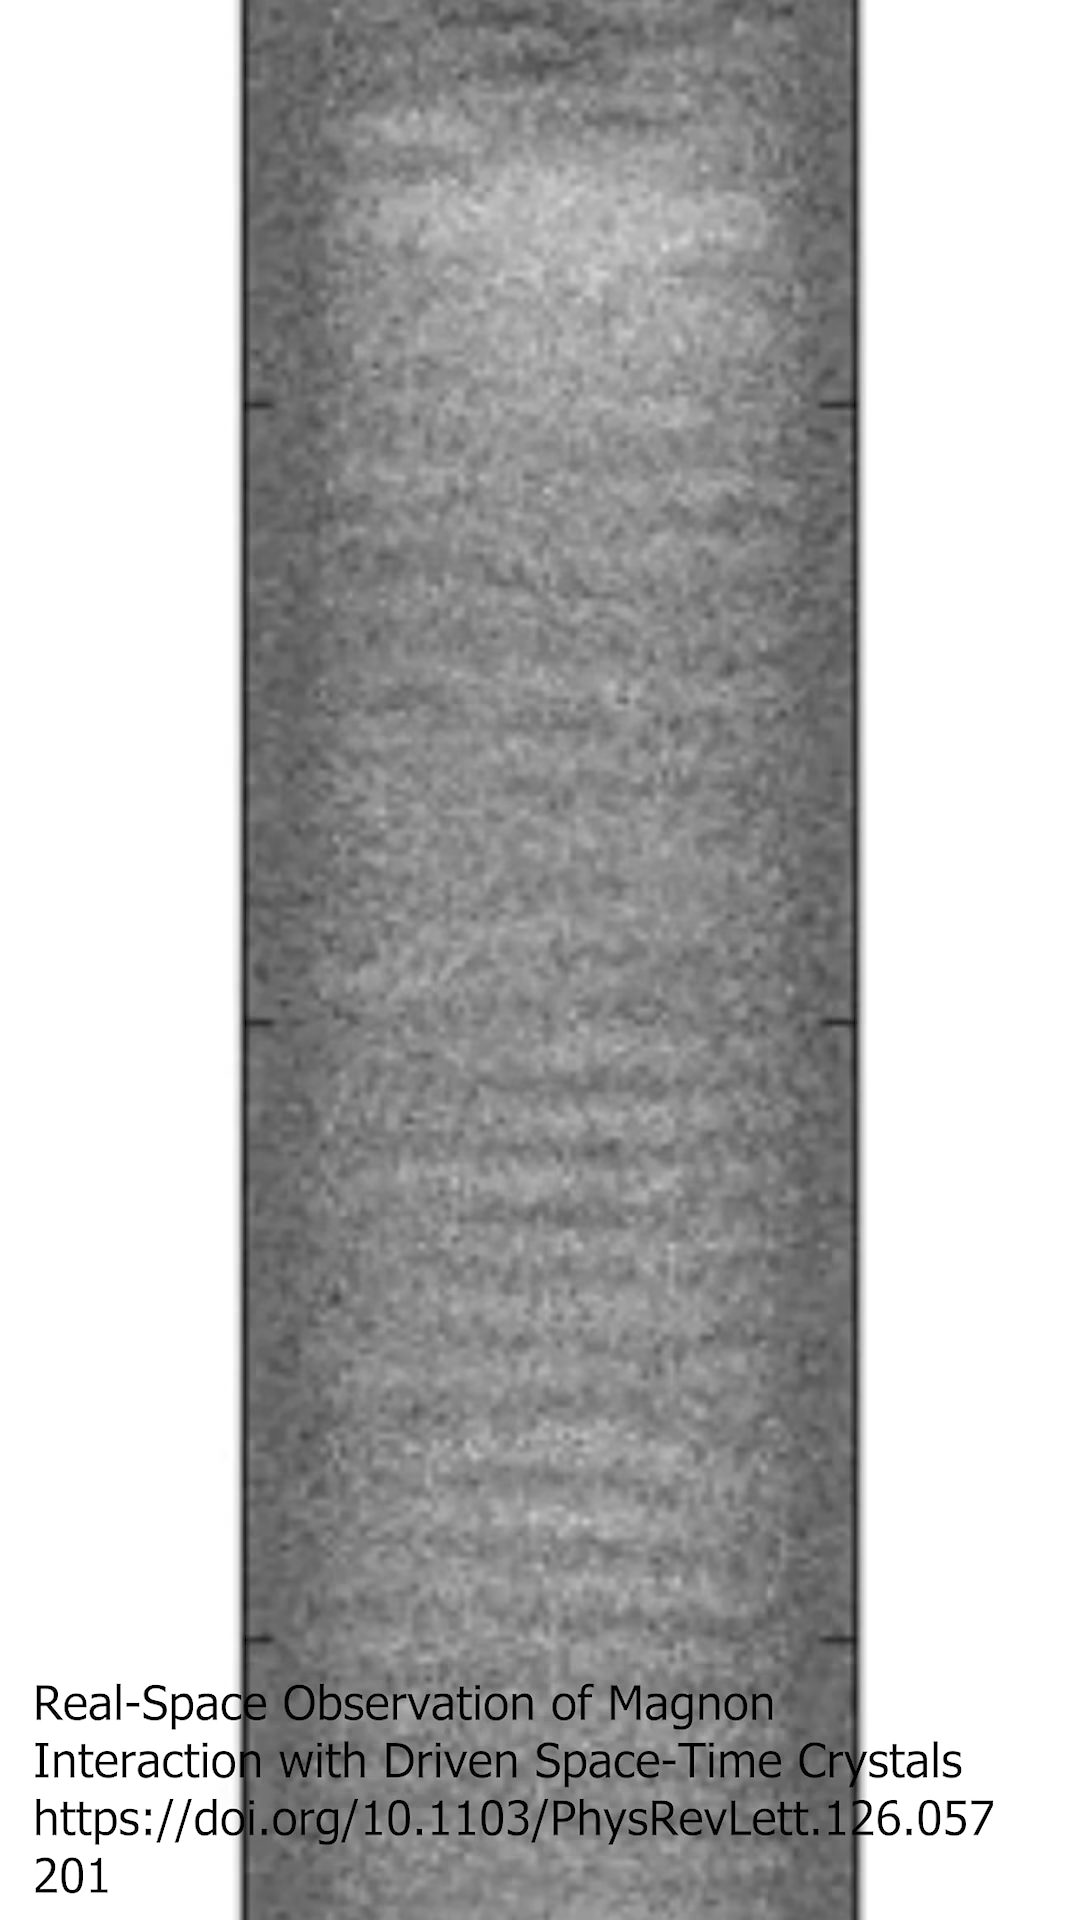 Real-Space Observation of Magnon
Interaction with Driven Space-Time Crystals
https://doi.org/10.1103/PhysRevLett.126.057
201